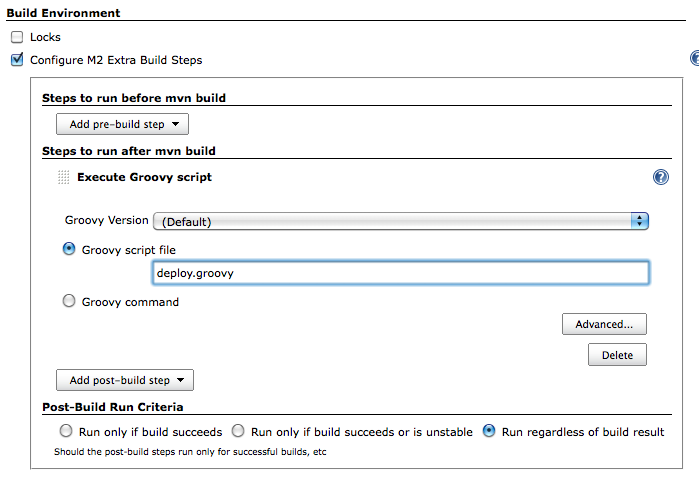 Build Environment
Locks
Configure M2 Extra Build Steps
Steps to run before mvn build
Add pre-build step
Steps to run after mvn build
Execute Groovy script
?
Groovy Version (Default)
Groovy script file
deploy.groovy
Groovy command
Advanced...
Delete
Add post-build step
Post-Build Run Criteria
Run only if build succeeds Run only if build succeeds or is unstable Run regardless of build result
Should the post-build steps run only for successful builds, etc